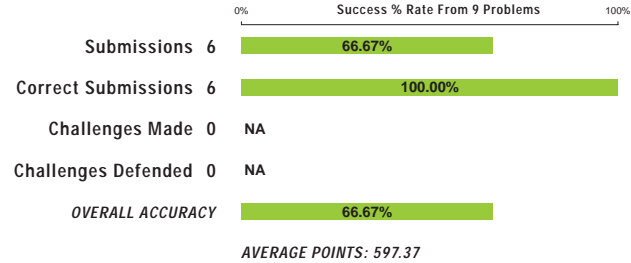 0% Success % Rate From 9 Problems 100%
Submissions 6 66.67%
Correct Submissions 6 100.00%
Challenges Made 0 NA
Challenges Defended 0 NA
OVERALL ACCURACY 66.67%
AVERAGE POINTS: 597.37